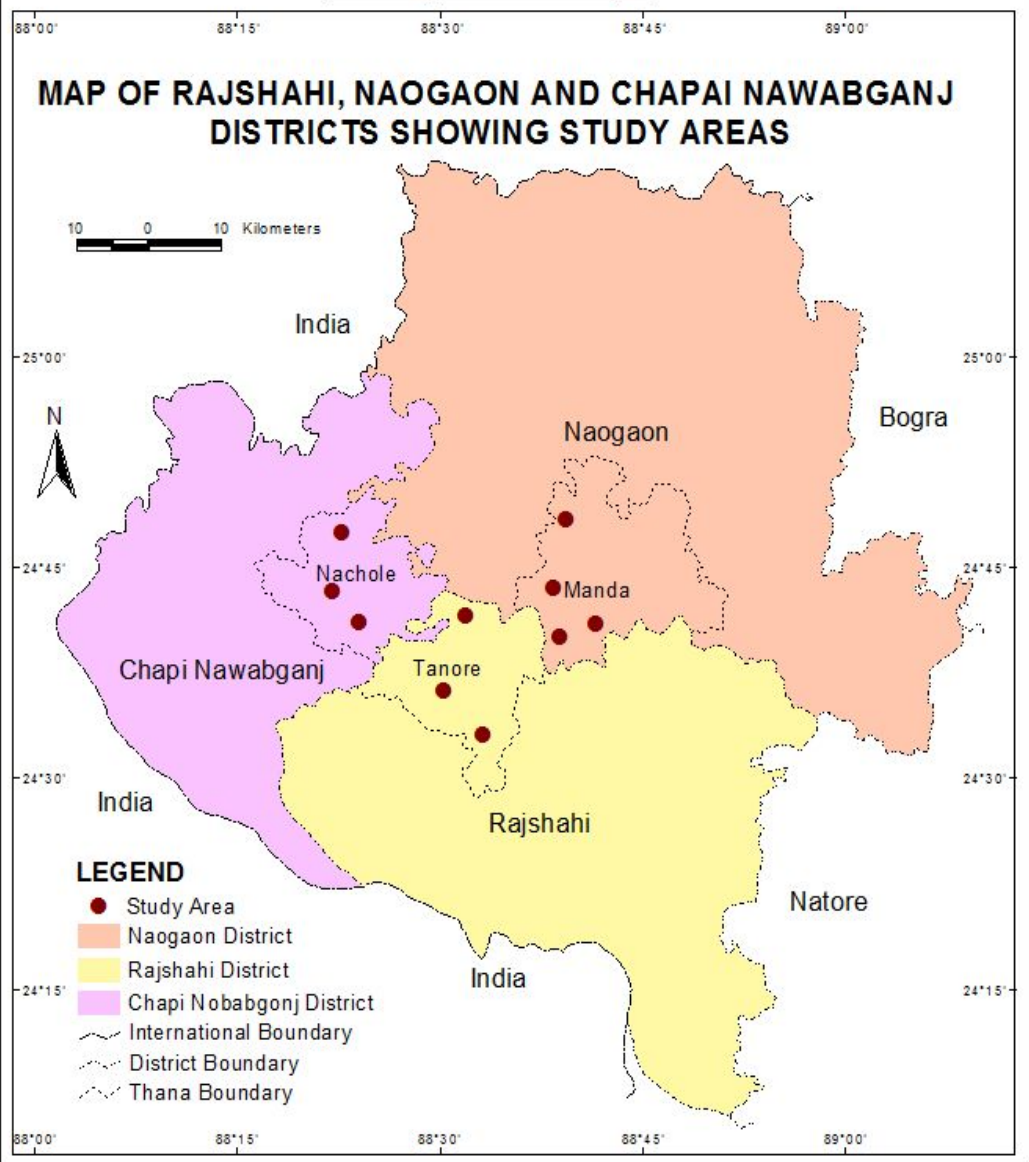 88°00' 88°15' 88°30' 88°45' 89°00'
MAP OF RAJSHAHI, NAOGAON AND CHAPAI NAWABGANJ
DISTRICTS SHOWING STUDY AREAS
10 0 10 Kilometers
India
25°00' 25°00'
N
Bogra
Naogaon
24°45' 24°45'
Nachole
Manda
Chapi Nawabganj
Tanore
24°30' 24°30'
India
Rajshahi
LEGEND
Study Area
Natore
Naogaon District
Rajshahi District
India
24°15' 24°15'
Chapi Nobabgonj District
International Boundary
District Boundary
Thana Boundary
88°00' 88°15' 88°30' 88°45' 89°00'